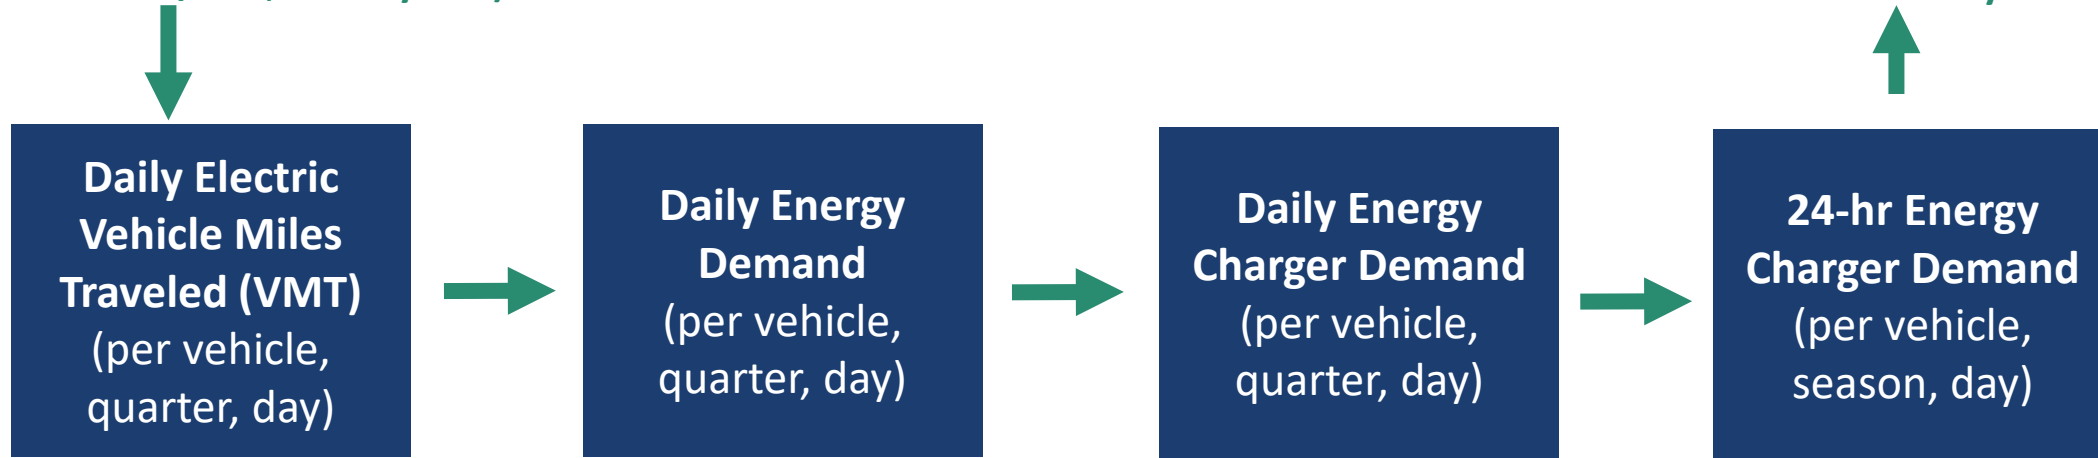 Daily Electric
Vehicle Miles
Traveled (VMT)
(per vehicle,
quarter, day)
Daily Energy
Demand
(per vehicle,
quarter, day)
Daily Energy
Charger Demand
(per vehicle,
quarter, day)
24-hr Energy
Charger Demand
(per vehicle,
season, day)